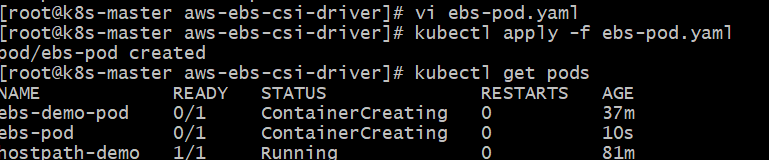 [root@k8s-master aws-ebs-csi-driver]# vi ebs-pod.yaml
[root@k8s-master aws-ebs-csi-driver]# kubectl apply -f ebs-pod.yaml
pod/ebs-pod created
[root@k8s-master aws-ebs-csi-driver]# kubectl get pods
NAME READY STATUS RESTARTS AGE
ebs-demo-pod 0/1 ContainerCreating 0 37m
ebs-pod 0/1 ContainerCreating 0 10s
hostpath-demo 1/1 Running 0 81m